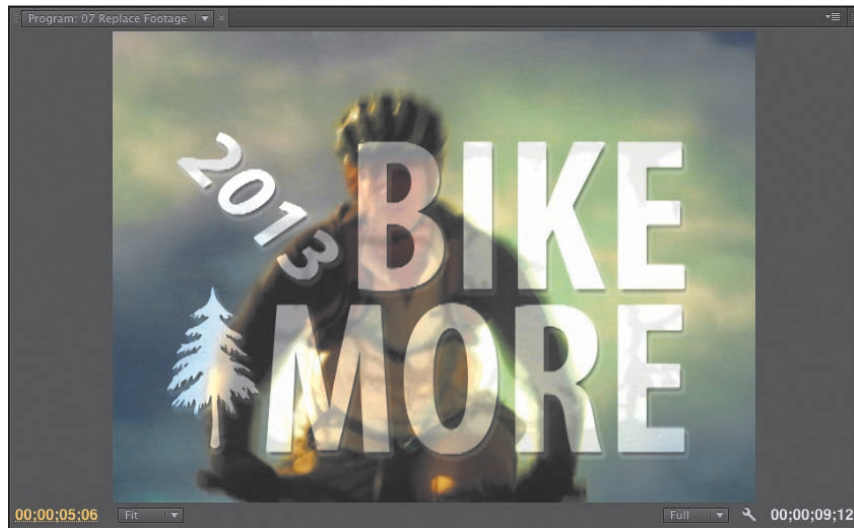 Program: 07 Replace Footage
2013
BIKE
MORE
00;00;05;06
Fit
Full
00;00;09;12